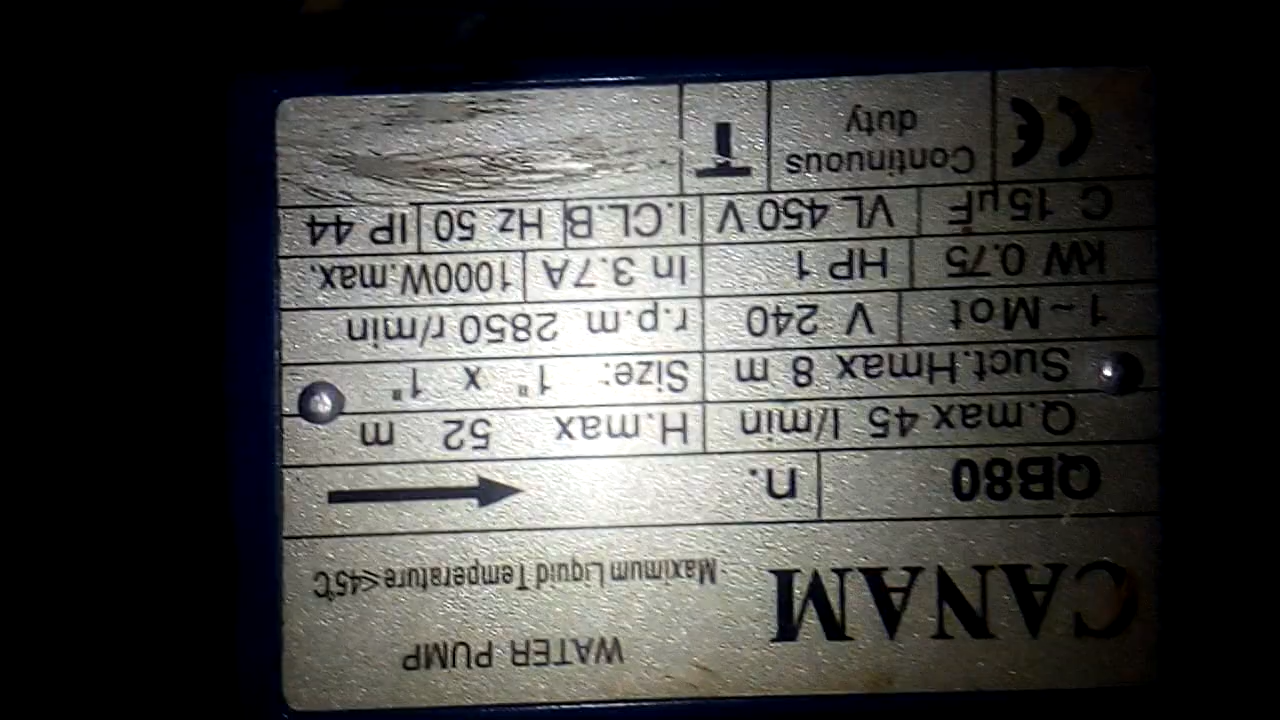 CANAM
WATER PUMP
Maximum Liquid Temperature≤45℃
QB80 n.
Q.max 45 l/min H.max 52 m
Suct.Hmax 8 m Size: 1" x 1"
1~Mot V 240 r.p.m 2850 r/min
kW 0.75 HP 1 In 3.7A 1000W.max.
C 15µF VL 450 V I.CL.B Hz 50 IP 44
CE Continuous
duty